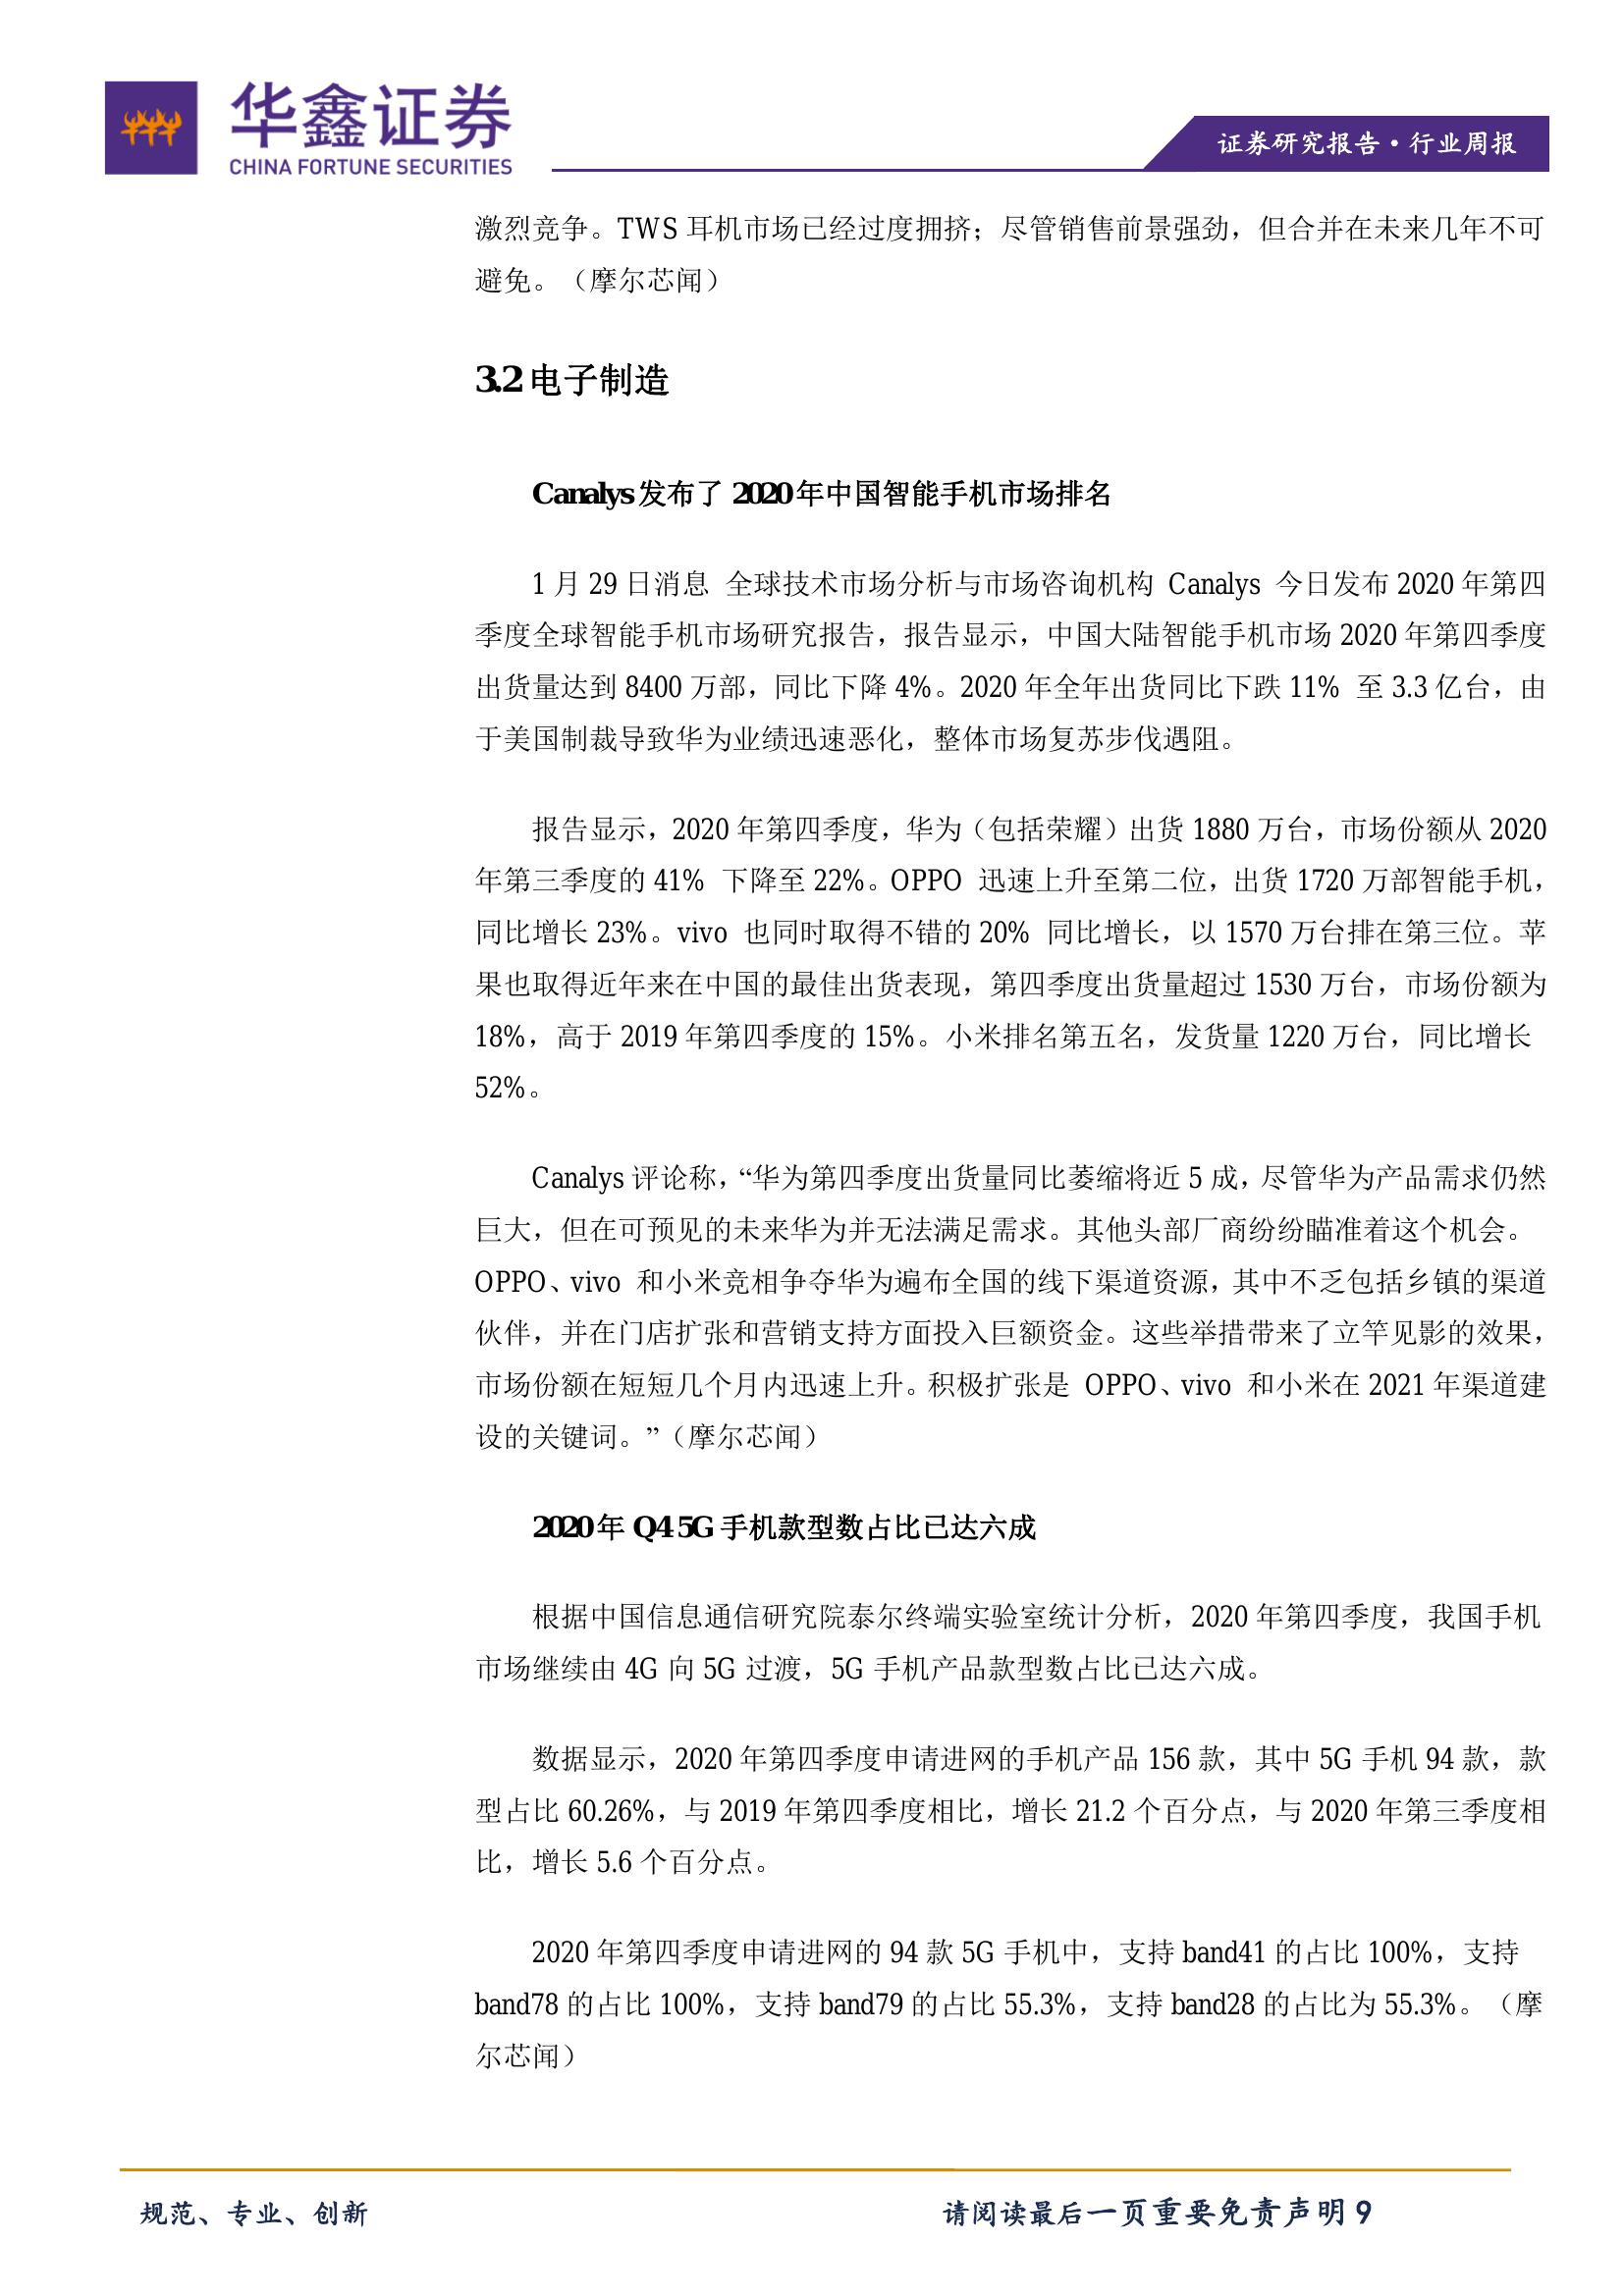 华鑫证券
CHINA FORTUNE SECURITIES
证券研究报告·行业周报
激烈竞争。TWS 耳机市场已经过度拥挤；尽管销售前景强劲，但合并在未来几年不可
避免。（摩尔芯闻）
3.2 电子制造
Canalys 发布了 2020 年中国智能手机市场排名
1 月 29 日消息 全球技术市场分析与市场咨询机构 Canalys 今日发布 2020 年第四
季度全球智能手机市场研究报告，报告显示，中国大陆智能手机市场 2020 年第四季度
出货量达到 8400 万部，同比下降 4%。2020 年全年出货同比下跌 11% 至 3.3 亿台，由
于美国制裁导致华为业绩迅速恶化，整体市场复苏步伐遇阻。
报告显示，2020 年第四季度，华为（包括荣耀）出货 1880 万台，市场份额从 2020
年第三季度的 41% 下降至 22%。OPPO 迅速上升至第二位，出货 1720 万部智能手机，
同比增长 23%。vivo 也同时取得不错的 20% 同比增长，以 1570 万台排在第三位。苹
果也取得近年来在中国的最佳出货表现，第四季度出货量超过 1530 万台，市场份额为
18%，高于 2019 年第四季度的 15%。小米排名第五名，发货量 1220 万台，同比增长
52%。
Canalys 评论称，“华为第四季度出货量同比萎缩将近 5 成，尽管华为产品需求仍然
巨大，但在可预见的未来华为并无法满足需求。其他头部厂商纷纷瞄准着这个机会。
OPPO、vivo 和小米竞相争夺华为遍布全国的线下渠道资源，其中不乏包括乡镇的渠道
伙伴，并在门店扩张和营销支持方面投入巨额资金。这些举措带来了立竿见影的效果，
市场份额在短短几个月内迅速上升。积极扩张是 OPPO、vivo 和小米在 2021 年渠道建
设的关键词。”（摩尔芯闻）
2020 年 Q4 5G 手机款型数占比已达六成
根据中国信息通信研究院泰尔终端实验室统计分析，2020 年第四季度，我国手机
市场继续由 4G 向 5G 过渡，5G 手机产品款型数占比已达六成。
数据显示，2020 年第四季度申请进网的手机产品 156 款，其中 5G 手机 94 款，款
型占比 60.26%，与 2019 年第四季度相比，增长 21.2 个百分点，与 2020 年第三季度相
比，增长 5.6 个百分点。
2020 年第四季度申请进网的 94 款 5G 手机中，支持 band41 的占比 100%，支持
band78 的占比 100%，支持 band79 的占比 55.3%，支持 band28 的占比为 55.3%。（摩
尔芯闻）
规范、专业、创新
请阅读最后一页重要免责声明 9